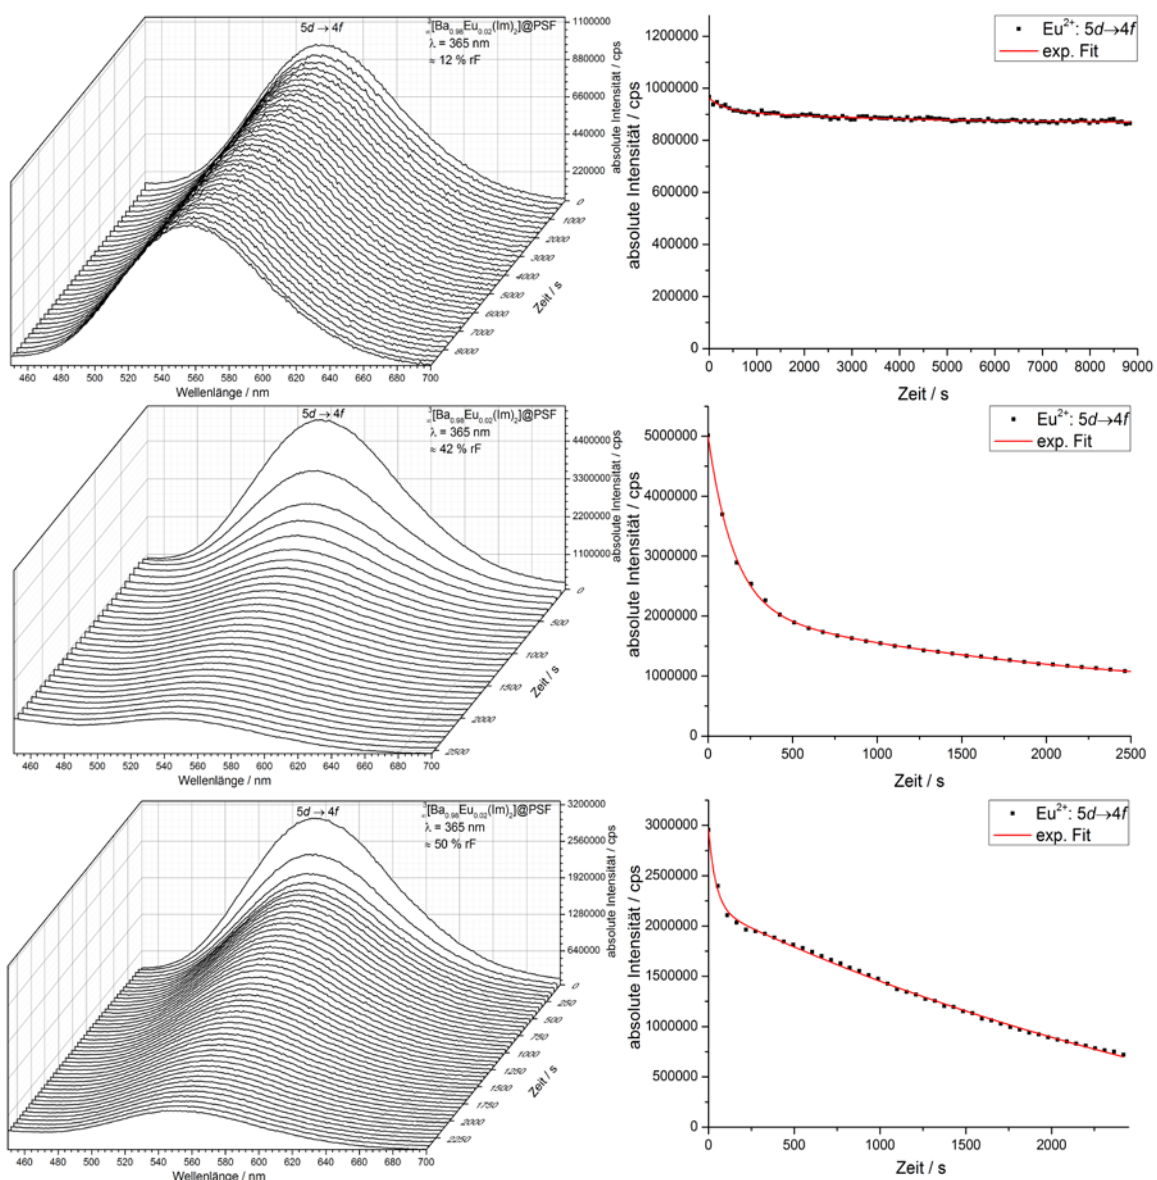 5d → 4f
³∞[Ba0.98Eu0.02(Im)2]@PSF
λ = 365 nm
≈ 12 % rF
1100000
880000
660000
440000
220000
0
absolute Intensität / cps
0
1000
2000
3000
4000
5000
6000
7000
8000
Zeit / s
460 480 500 520 540 560 580 600 620 640 660 680 700
Wellenlänge / nm
Eu2+: 5d→4f
exp. Fit
1200000
1000000
800000
600000
400000
200000
0
absolute Intensität / cps
0 1000 2000 3000 4000 5000 6000 7000 8000 9000
Zeit / s
5d → 4f
³∞[Ba0.98Eu0.02(Im)2]@PSF
λ = 365 nm
≈ 42 % rF
4400000
3300000
2200000
1100000
0
absolute Intensität / cps
0
500
1000
1500
2000
2500
Zeit / s
460 480 500 520 540 560 580 600 620 640 660 680 700
Wellenlänge / nm
Eu2+: 5d→4f
exp. Fit
5000000
4000000
3000000
2000000
1000000
0
absolute Intensität / cps
0 500 1000 1500 2000 2500
Zeit / s
5d → 4f
³∞[Ba0.98Eu0.02(Im)2]@PSF
λ = 365 nm
≈ 50 % rF
3200000
2560000
1920000
1280000
640000
0
absolute Intensität / cps
0
250
500
750
1000
1250
1500
1750
2000
2250
Zeit / s
460 480 500 520 540 560 580 600 620 640 660 680 700
Wellenlänge / nm
Eu2+: 5d→4f
exp. Fit
3000000
2500000
2000000
1500000
1000000
500000
0
absolute Intensität / cps
0 500 1000 1500 2000
Zeit / s